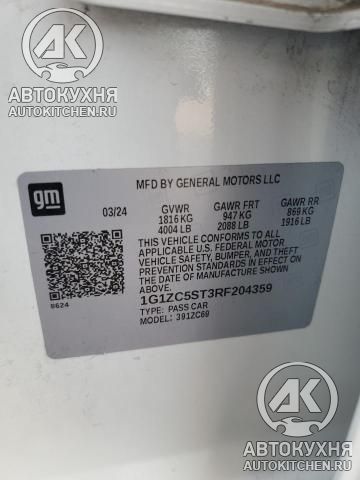 АК
АВТОКУХНЯ
AUTOKITCHEN.RU
gm
MFD BY GENERAL MOTORS LLC
03/24 GVWR GAWR FRT GAWR RR
1816 KG 947 KG 869 KG
4004 LB 2088 LB 1916 LB
THIS VEHICLE CONFORMS TO ALL
APPLICABLE U.S. FEDERAL MOTOR
VEHICLE SAFETY, BUMPER, AND THEFT
PREVENTION STANDARDS IN EFFECT ON
THE DATE OF MANUFACTURE SHOWN
ABOVE.
8624
1G1ZC5ST3RF204359
TYPE: PASS CAR
MODEL: 391ZC69
АК
АВТОКУХНЯ
AUTOKITCHEN.RU